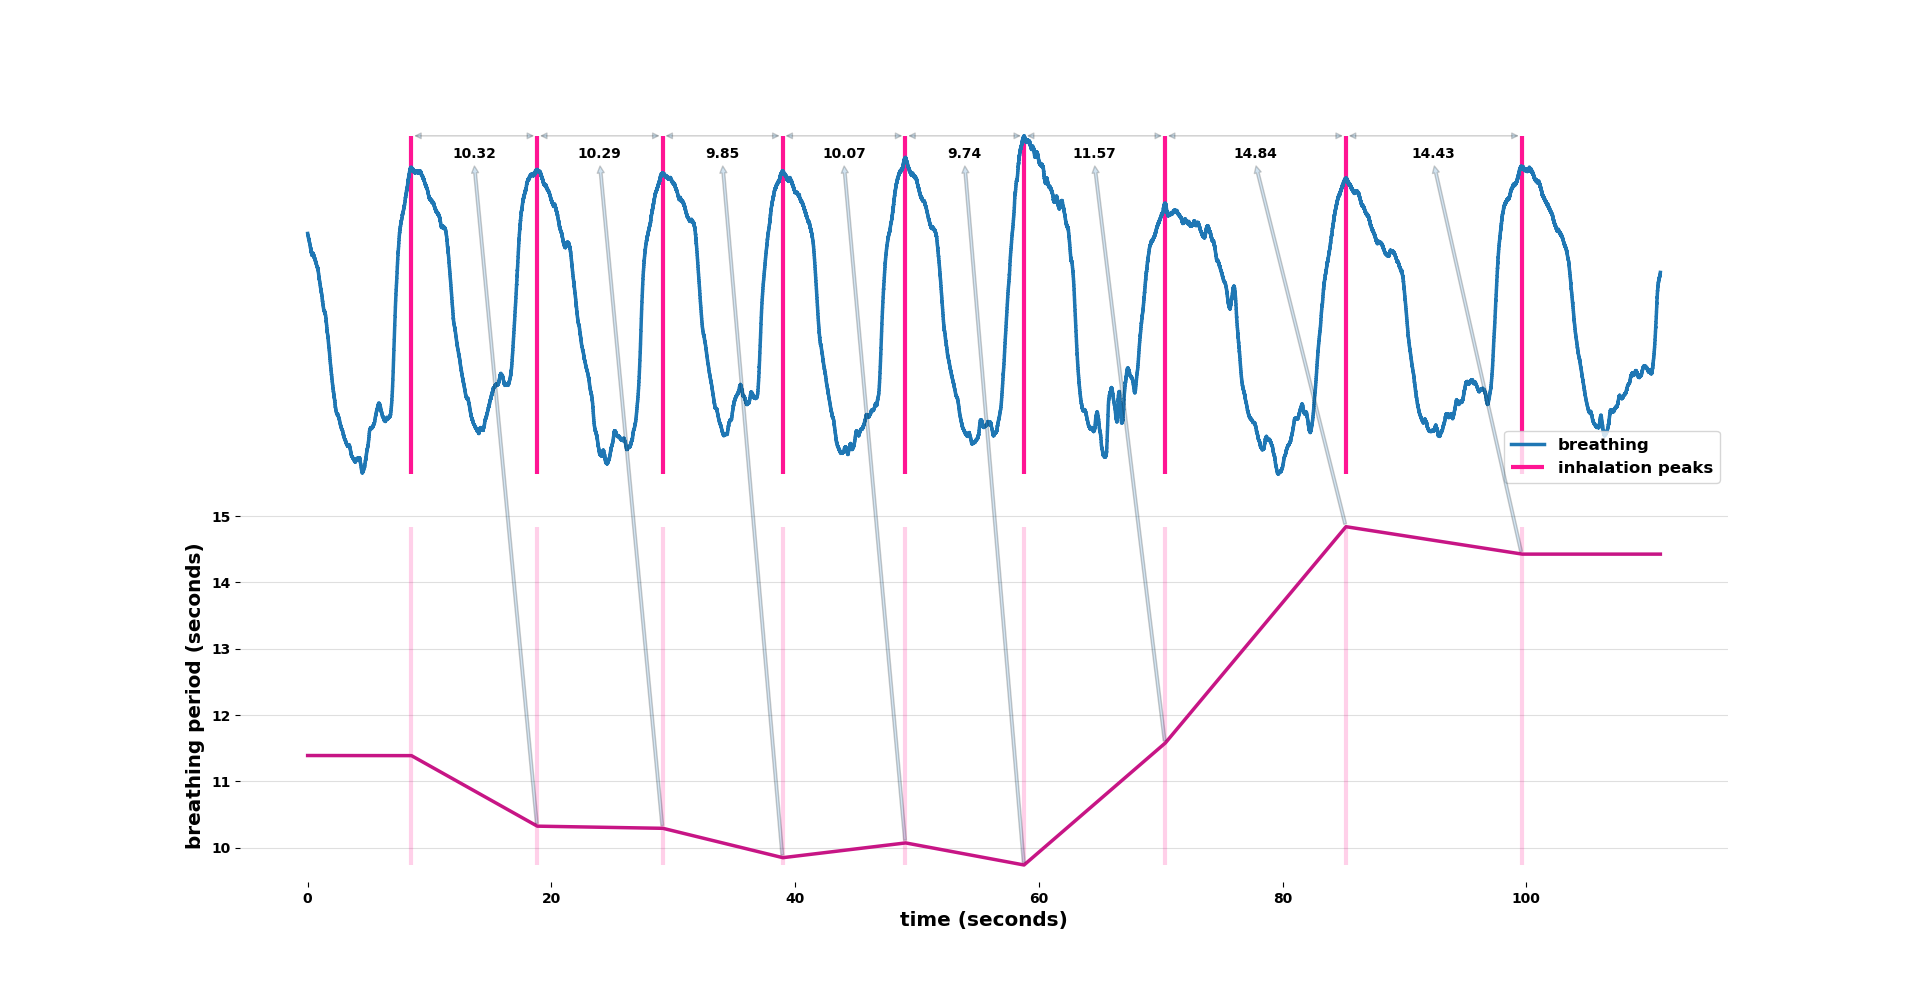 10.32 10.29 9.85 10.07 9.74 11.57 14.84 14.43
breathing
inhalation peaks
15
14
13
12
11
10
breathing period (seconds)
0 20 40 60 80 100
time (seconds)